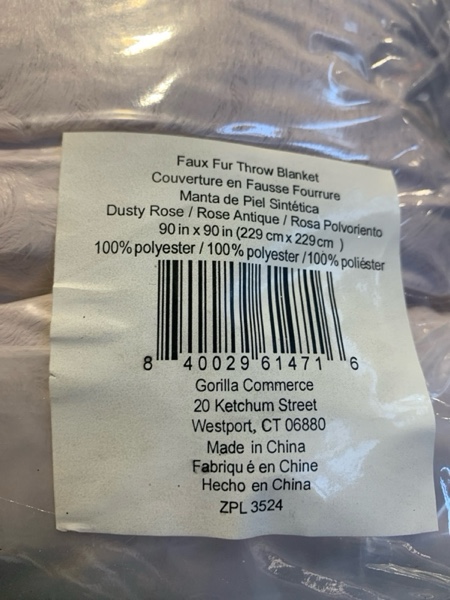 Faux Fur Throw Blanket
Couverture en Fausse Fourrure
Manta de Piel Sintética
Dusty Rose / Rose Antique / Rosa Polvoriento
90 in x 90 in (229 cm x 229 cm )
100% polyester / 100% polyester / 100% poliéster
8 40029 61471 6
Gorilla Commerce
20 Ketchum Street
Westport, CT 06880
Made in China
Fabriqu é en Chine
Hecho en China
ZPL 3524